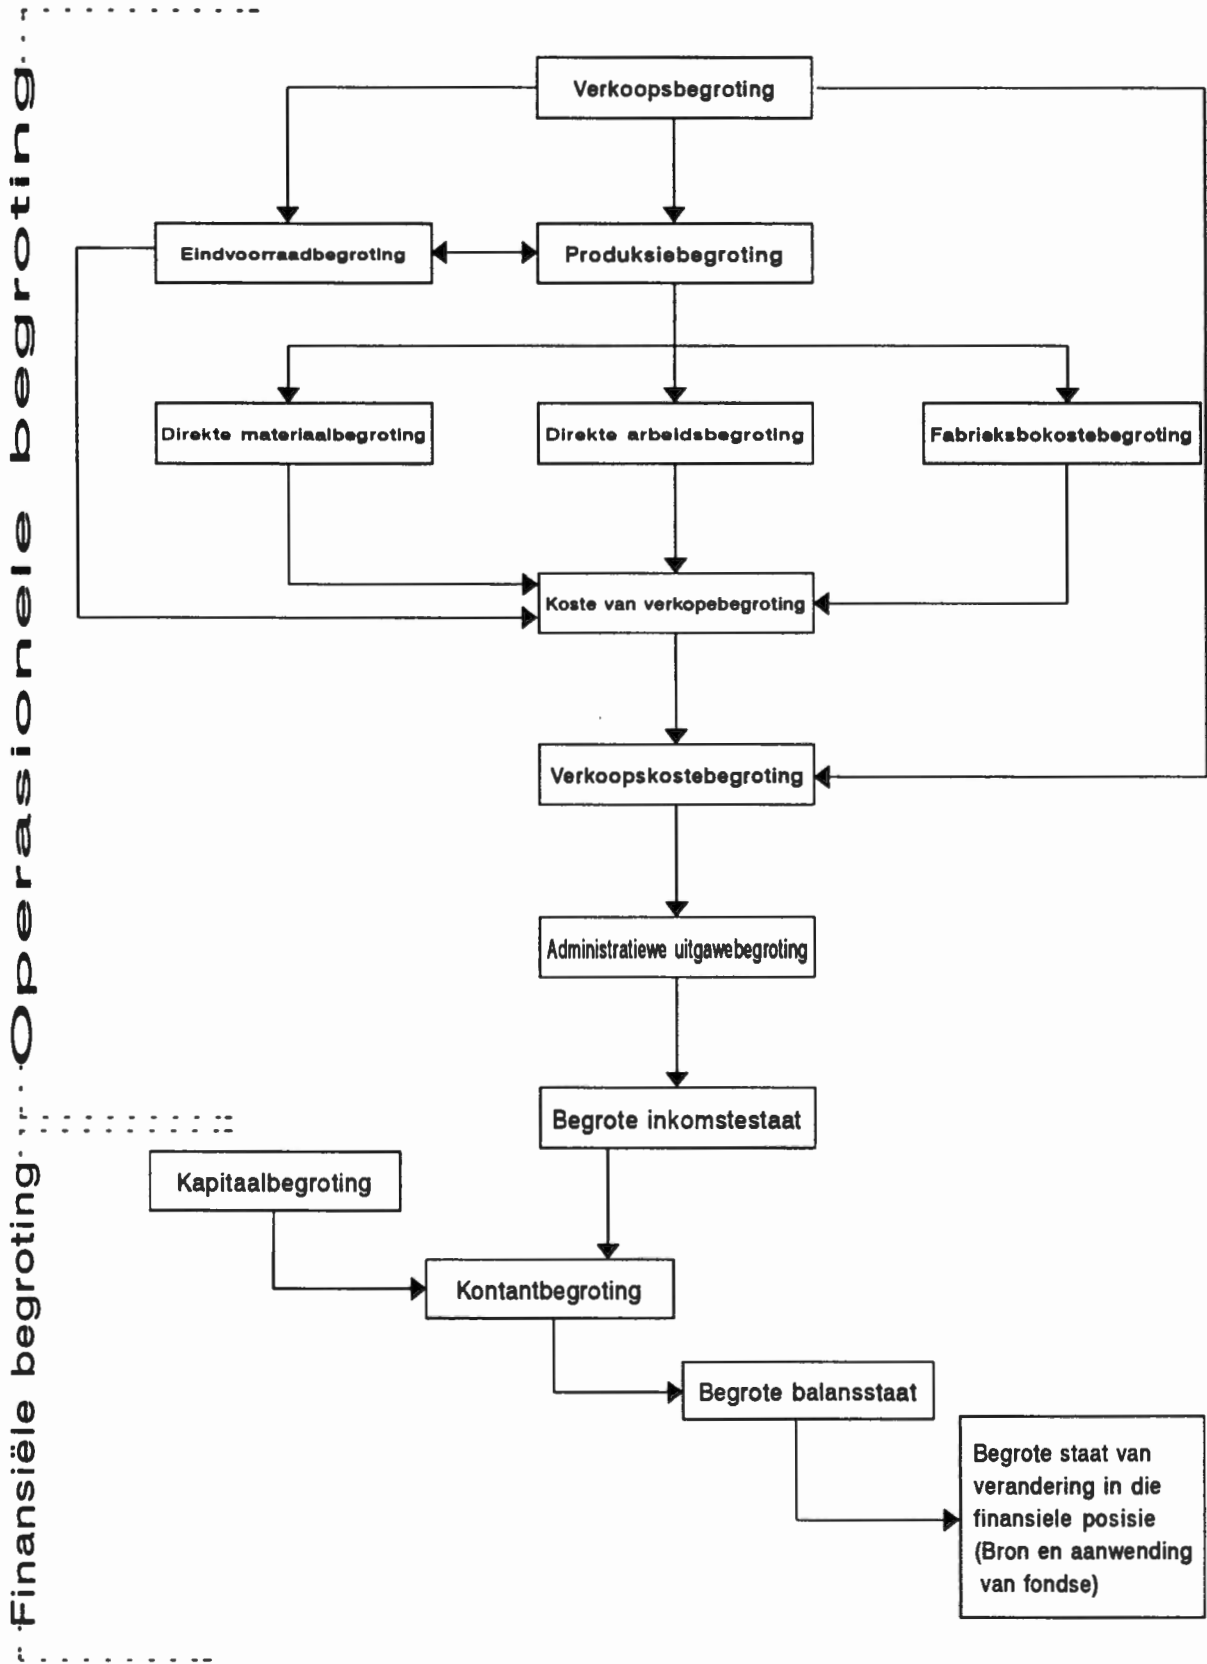 Operasionele begroting
Verkoopsbegroting
Eindvoorraadbegroting
Produksiebegroting
Direkte materiaalbegroting
Direkte arbeidsbegroting
Fabrieksbokostebegroting
Koste van verkopebegroting
Verkoopskostebegroting
Administratiewe uitgawebegroting
Begrote inkomstestaat
Finansiële begroting
Kapitaalbegroting
Kontantbegroting
Begrote balansstaat
Begrote staat van
verandering in die
finansiele posisie
(Bron en aanwending
van fondse)